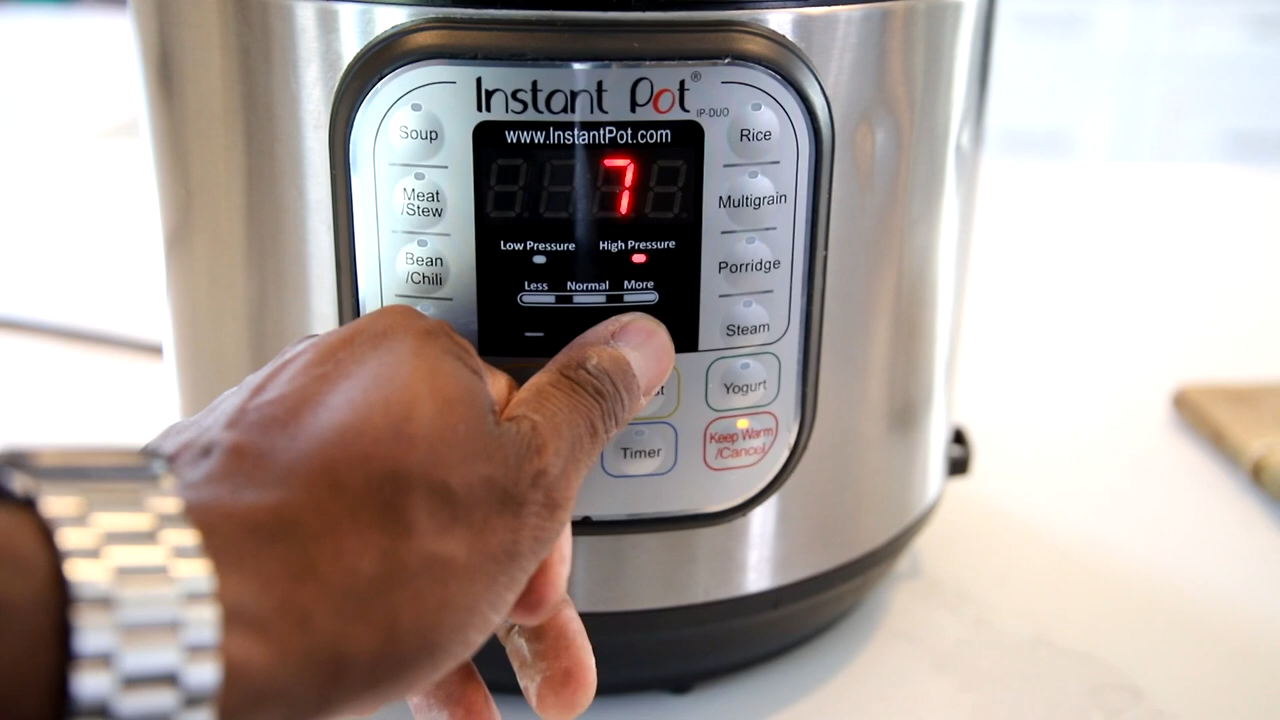 Instant Pot®
IP-DUO
www.InstantPot.com
7
Low Pressure
High Pressure
Less
Normal
More
Soup
Meat
/Stew
Bean
/Chili
Rice
Multigrain
Porridge
Steam
Yogurt
Timer
Keep Warm
/Cancel